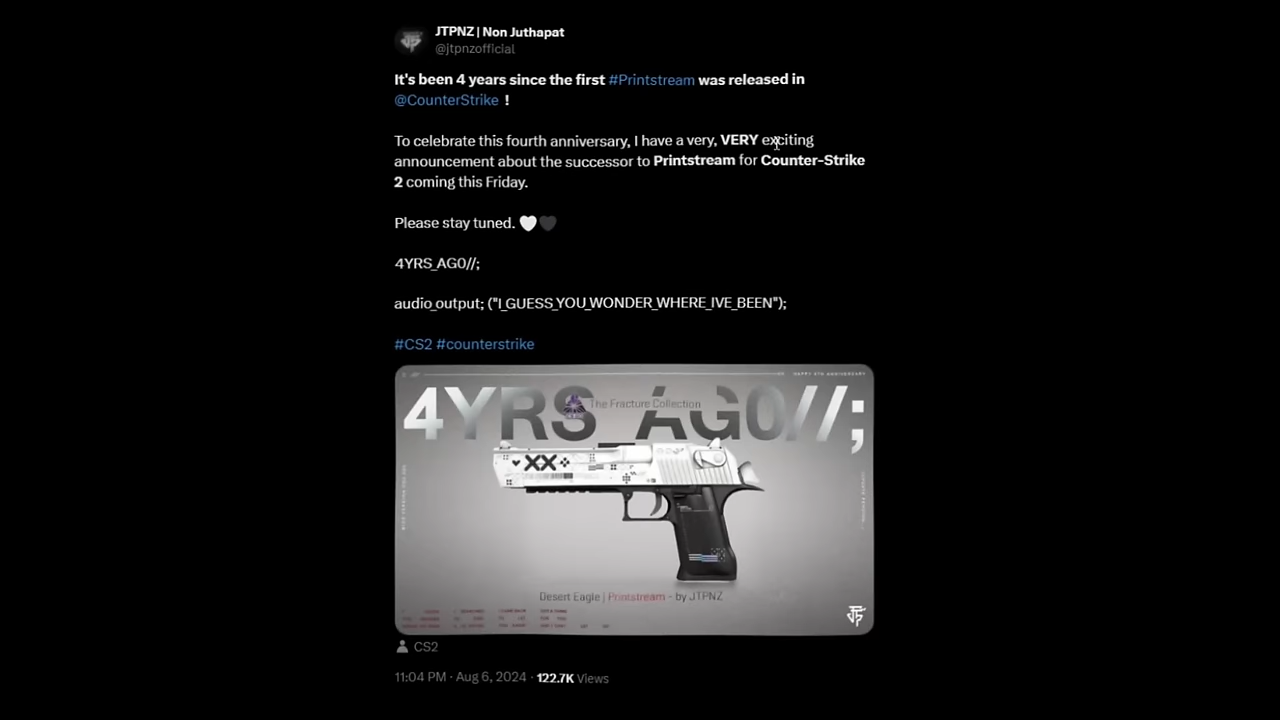 JTPNZ | Non Juthapat
@jtpnzofficial
It's been 4 years since the first #Printstream was released in
@CounterStrike !
To celebrate this fourth anniversary, I have a very, VERY exciting
announcement about the successor to Printstream for Counter-Strike
2 coming this Friday.
Please stay tuned. 🤍🖤
4YRS_AG0//;
audio_output; ("I_GUESS_YOU_WONDER_WHERE_IVE_BEEN");
#CS2 #counterstrike
HAPPY 4TH ANNIVERSARY
4YRS_AG0//;
The Fracture Collection
XX
Desert Eagle | Printstream - by JTPNZ
CS2
11:04 PM · Aug 6, 2024 · 122.7K Views